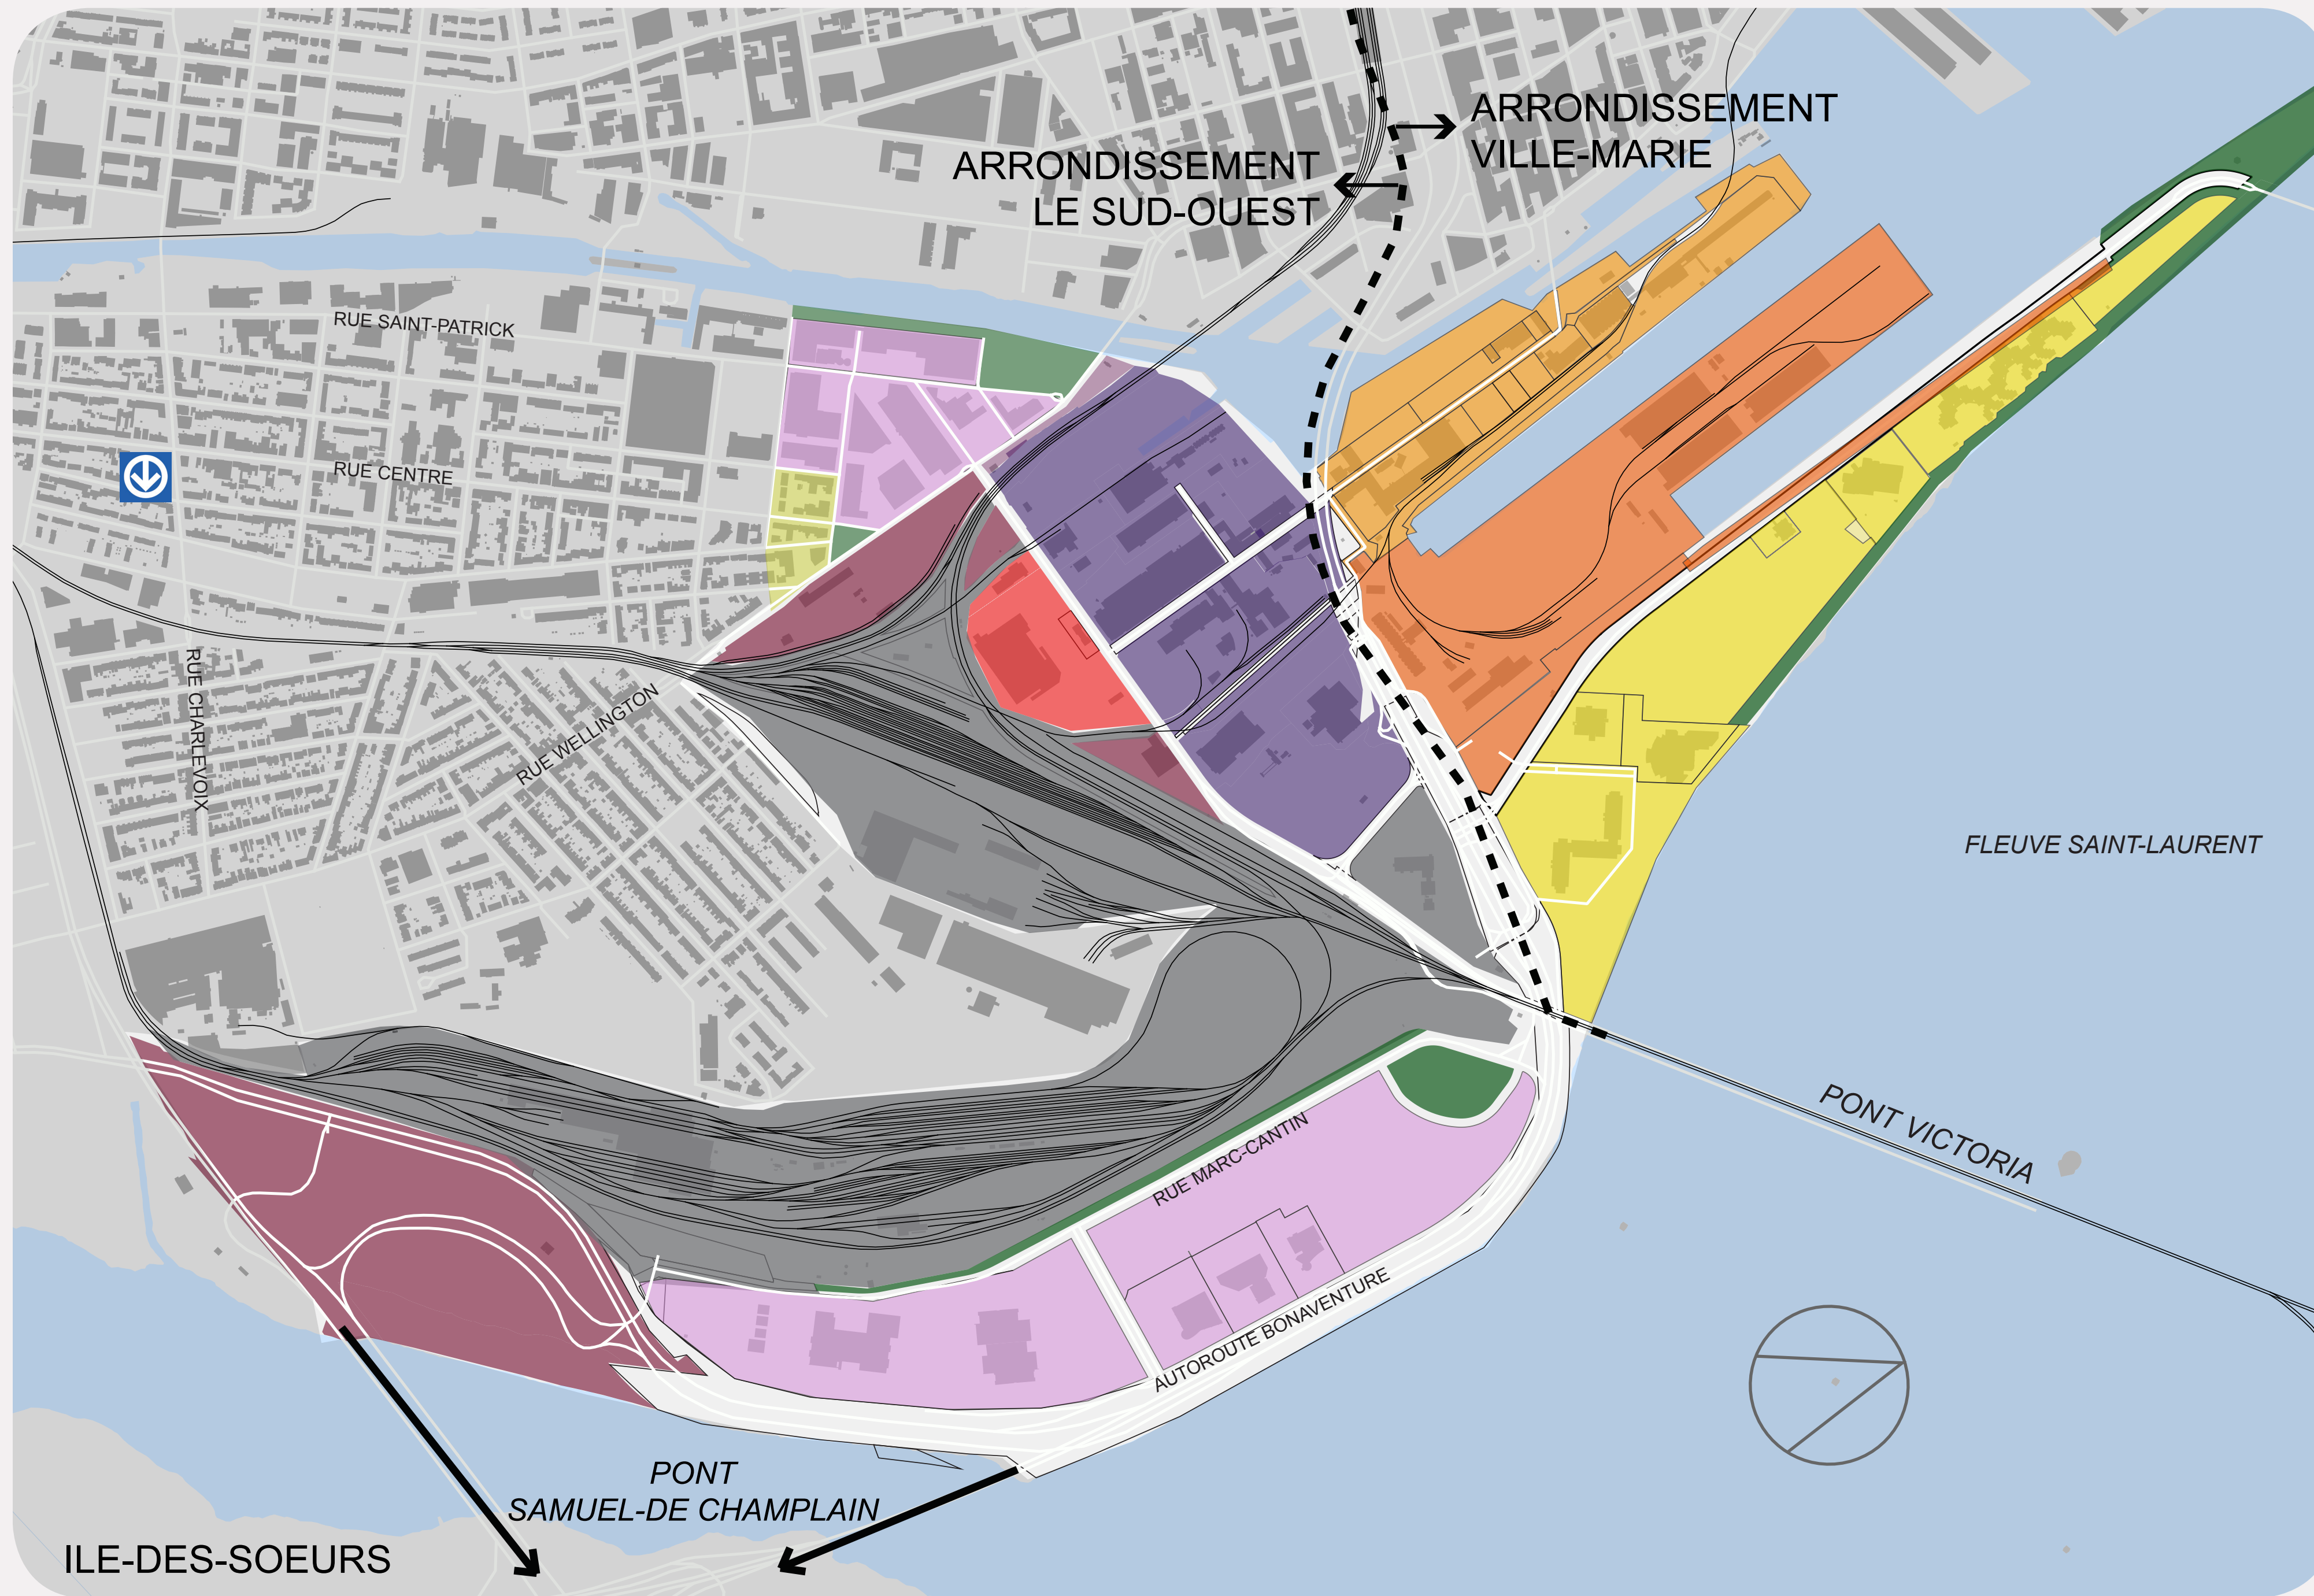 ARRONDISSEMENT
VILLE-MARIE
ARRONDISSEMENT
LE SUD-OUEST
RUE SAINT-PATRICK
RUE CENTRE
RUE CHARLEVOIX
RUE WELLINGTON
FLEUVE SAINT-LAURENT
PONT VICTORIA
RUE MARC-CANTIN
AUTOROUTE BONAVENTURE
PONT
SAMUEL-DE CHAMPLAIN
ILE-DES-SOEURS